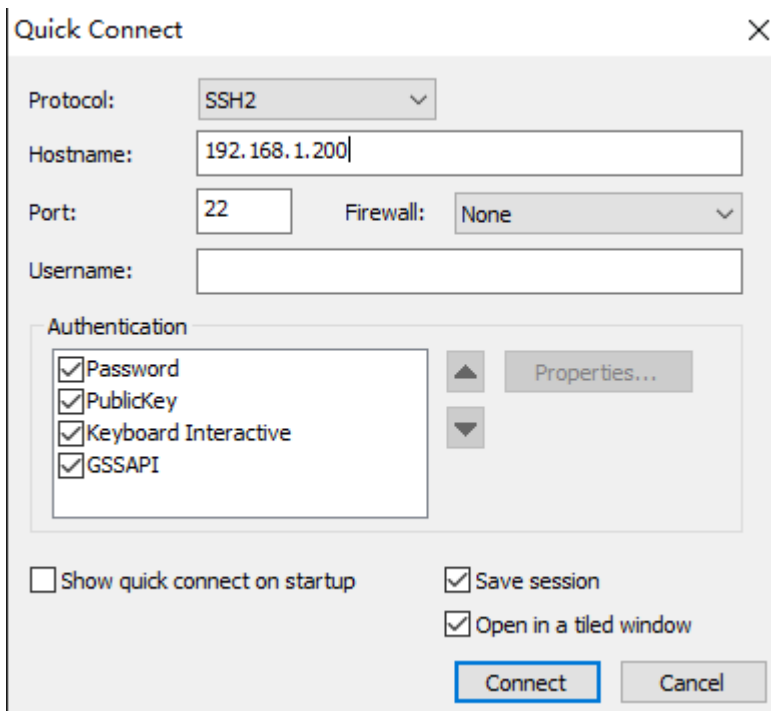 Quick Connect
Protocol: SSH2
Hostname: 192.168.1.200
Port: 22 Firewall: None
Username:
Authentication
Password
PublicKey
Keyboard Interactive
GSSAPI
Properties...
Show quick connect on startup
Save session
Open in a tiled window
Connect Cancel